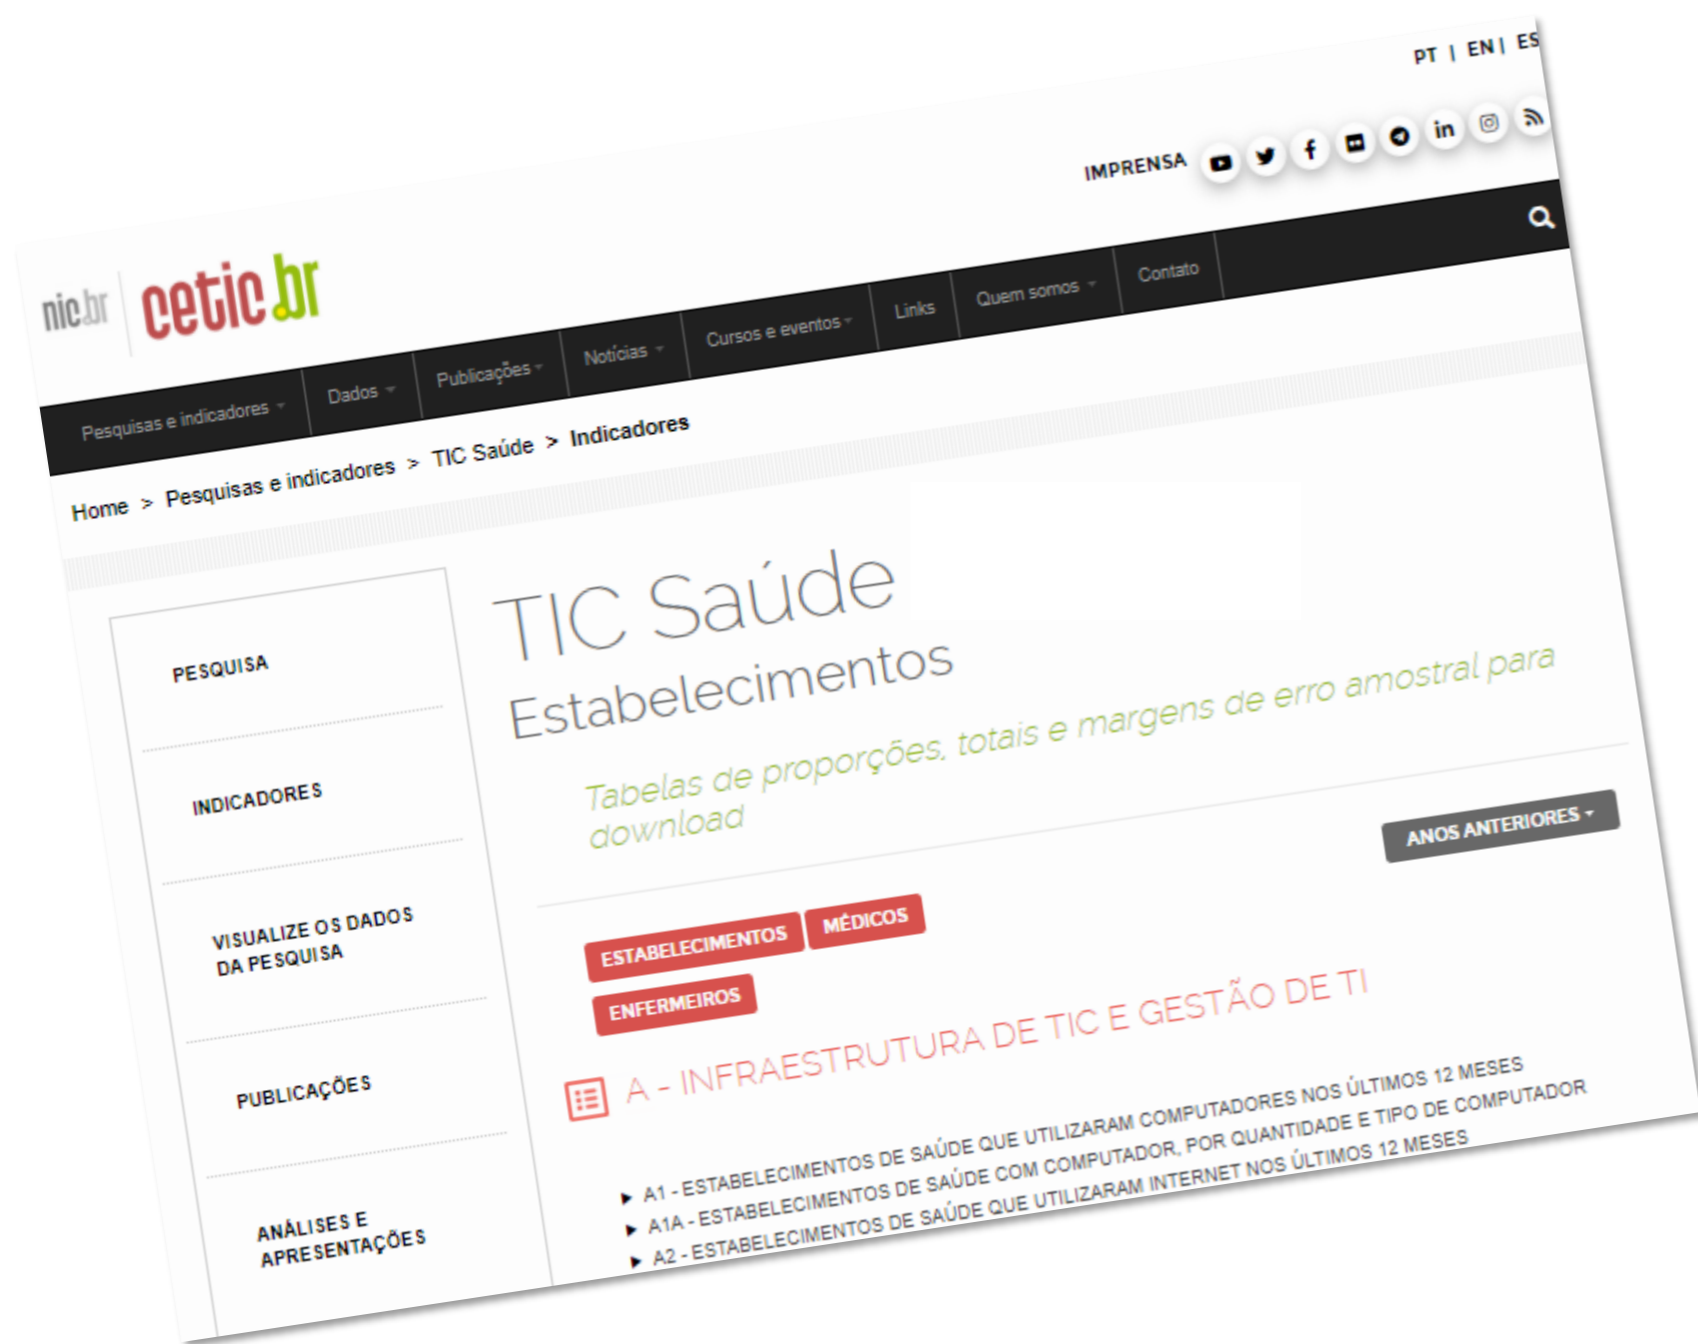 PT | EN | ES
IMPRENSA
nic.br cetic.br
Pesquisas e indicadores Dados Publicações Notícias Cursos e eventos Links Quem somos Contato
Home > Pesquisas e indicadores > TIC Saúde > Indicadores
PESQUISA
INDICADORES
VISUALIZE OS DADOS
DA PESQUISA
PUBLICAÇÕES
ANÁLISES E
APRESENTAÇÕES
TIC Saúde
Estabelecimentos
Tabelas de proporções, totais e margens de erro amostral para
download
ANOS ANTERIORES
ESTABELECIMENTOS MÉDICOS
ENFERMEIROS
A - INFRAESTRUTURA DE TIC E GESTÃO DE TI
A1 - ESTABELECIMENTOS DE SAÚDE QUE UTILIZARAM COMPUTADORES NOS ÚLTIMOS 12 MESES
A1A - ESTABELECIMENTOS DE SAÚDE COM COMPUTADOR, POR QUANTIDADE E TIPO DE COMPUTADOR
A2 - ESTABELECIMENTOS DE SAÚDE QUE UTILIZARAM INTERNET NOS ÚLTIMOS 12 MESES